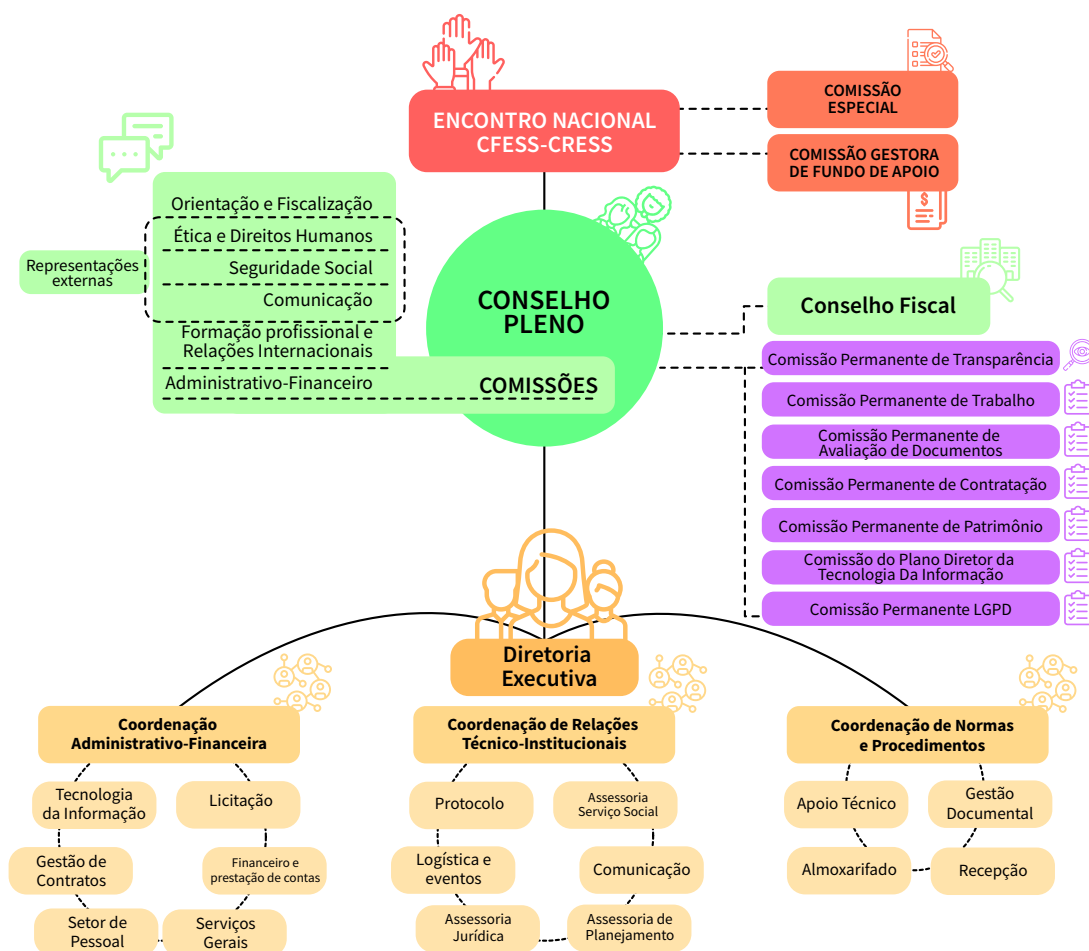 ENCONTRO NACIONAL
CFESS-CRESS
COMISSÃO
ESPECIAL
COMISSÃO GESTORA
DE FUNDO DE APOIO
$
Orientação e Fiscalização
Ética e Direitos Humanos
Seguridade Social
Comunicação
Formação profissional e
Relações Internacionais
Administrativo-Financeiro
COMISSÕES
Representações
externas
CONSELHO
PLENO
Conselho Fiscal
Comissão Permanente de Transparência
Comissão Permanente de Trabalho
Comissão Permanente de
Avaliação de Documentos
Comissão Permanente de Contratação
Comissão Permanente de Patrimônio
Comissão do Plano Diretor da
Tecnologia Da Informação
Comissão Permanente LGPD
Diretoria
Executiva
Coordenação
Administrativo-Financeira
Tecnologia
da Informação
Licitação
Gestão de
Contratos
Financeiro e
prestação de contas
Setor de
Pessoal
Serviços
Gerais
Coordenação de Relações
Técnico-Institucionais
Protocolo
Assessoria
Serviço Social
Logística e
eventos
Comunicação
Assessoria
Jurídica
Assessoria de
Planejamento
Coordenação de Normas
e Procedimentos
Apoio Técnico
Gestão
Documental
Almoxarifado
Recepção